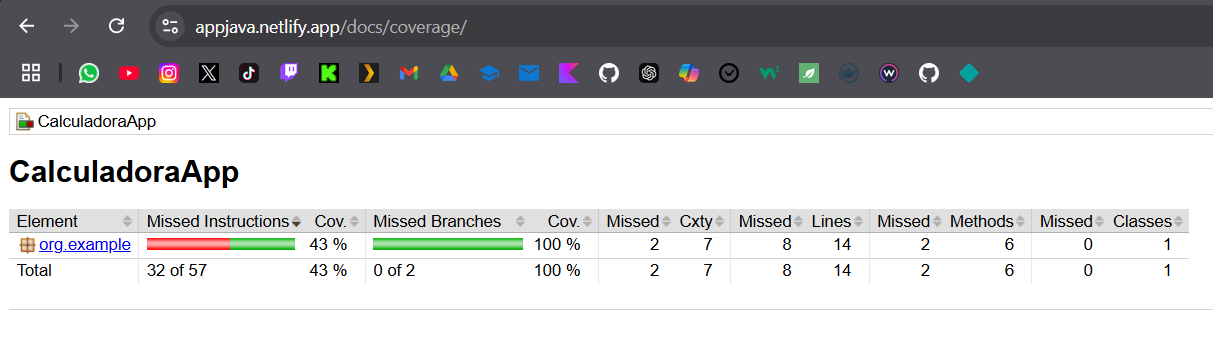 appjava.netlify.app/docs/coverage/
CalculadoraApp
CalculadoraApp
Element Missed Instructions Cov. Missed Branches Cov. Missed Cxty Missed Lines Missed Methods Missed Classes
org.example 43 % 100 % 2 7 8 14 2 6 0 1
Total 32 of 57 43 % 0 of 2 100 % 2 7 8 14 2 6 0 1